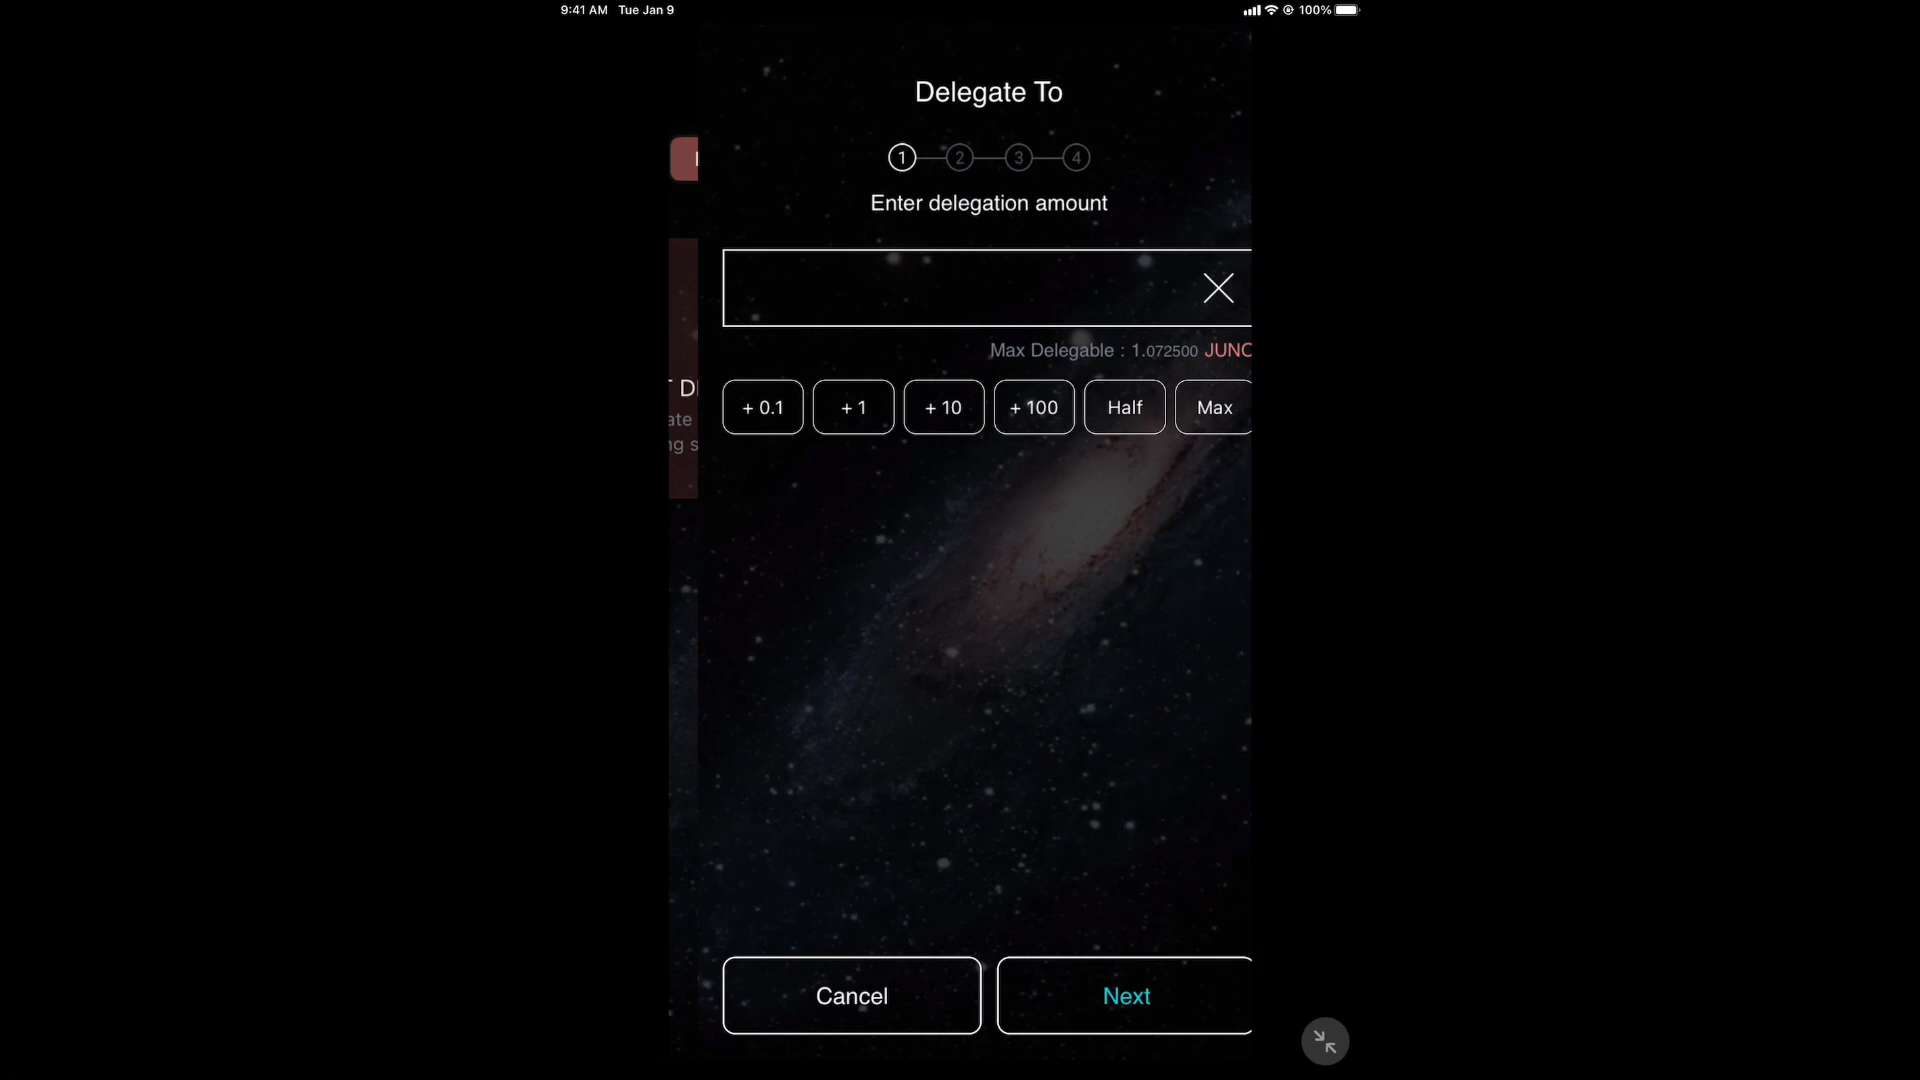 9:41 AM Tue Jan 9
100%
Delegate To
1 2 3 4
Enter delegation amount
Max Delegable : 1.072500 JUNO
+ 0.1 + 1 + 10 + 100 Half Max
Cancel Next